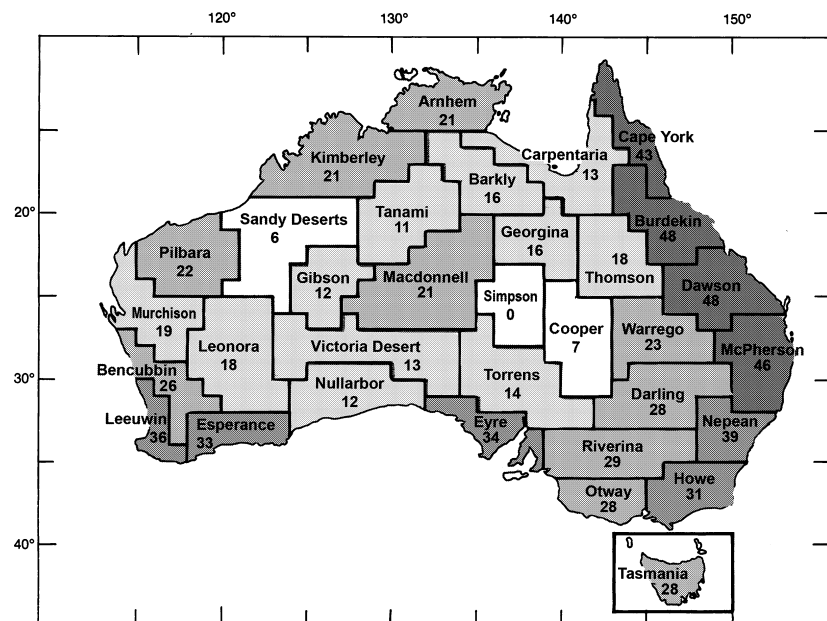 120° 130° 140° 150°
Arnhem
21
Cape York
43
Kimberley
21
Carpentaria
13
Barkly
16
20°
Sandy Deserts
6
Tanami
11
Burdekin
48
Georgina
16
18
Thomson
Pilbara
22
Gibson
12
Macdonnell
21
Simpson
0
Dawson
48
Murchison
19
Leonora
18
Victoria Desert
13
Cooper
7
Warrego
23
McPherson
46
30°
Bencubbin
26
Nullarbor
12
Torrens
14
Darling
28
Leeuwin
36
Esperance
33
Eyre
34
Nepean
39
Riverina
29
Otway
28
Howe
31
40°
Tasmania
28